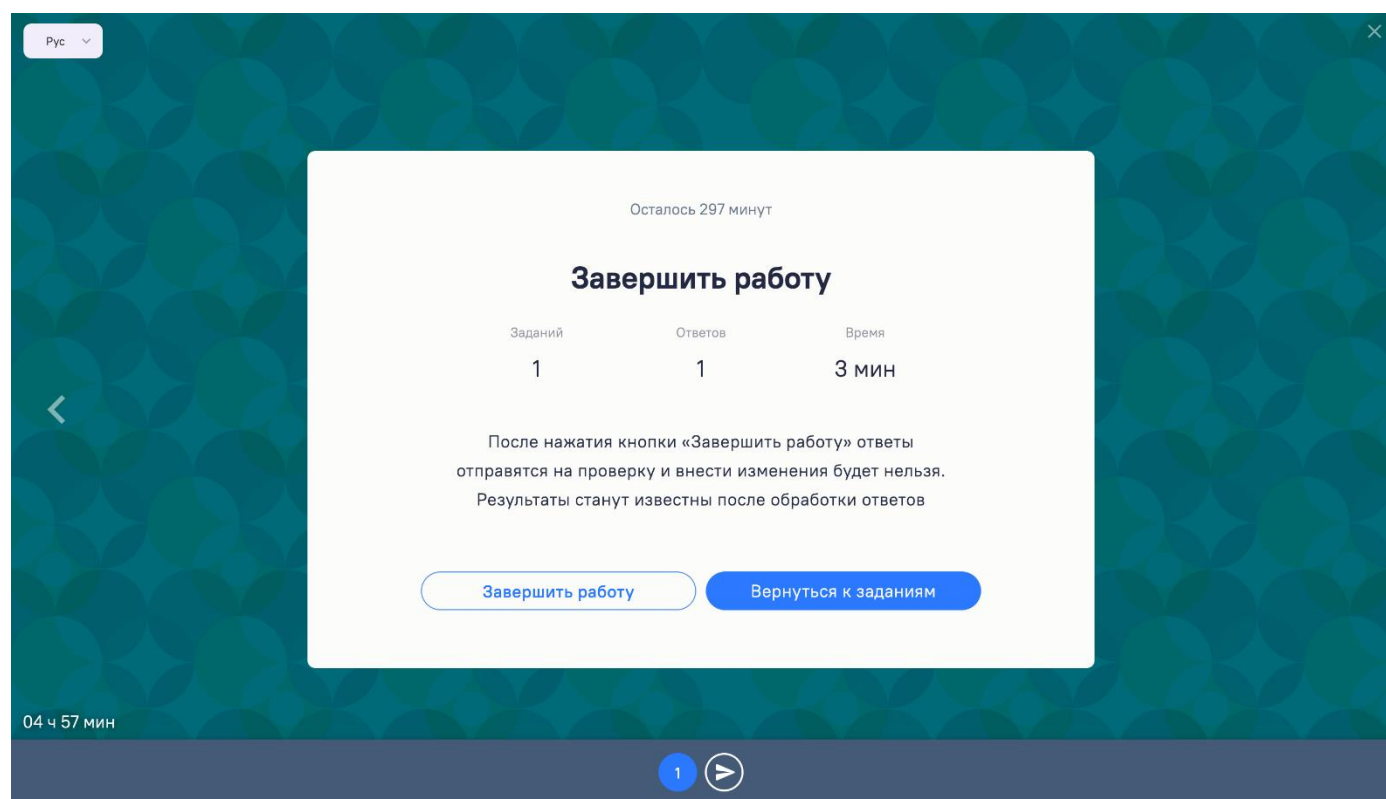 Рус
Осталось 297 минут
Завершить работу
Заданий Ответов Время
1 1 3 мин
После нажатия кнопки «Завершить работу» ответы
отправятся на проверку и внести изменения будет нельзя.
Результаты станут известны после обработки ответов
Завершить работу Вернуться к заданиям
04 ч 57 мин
1